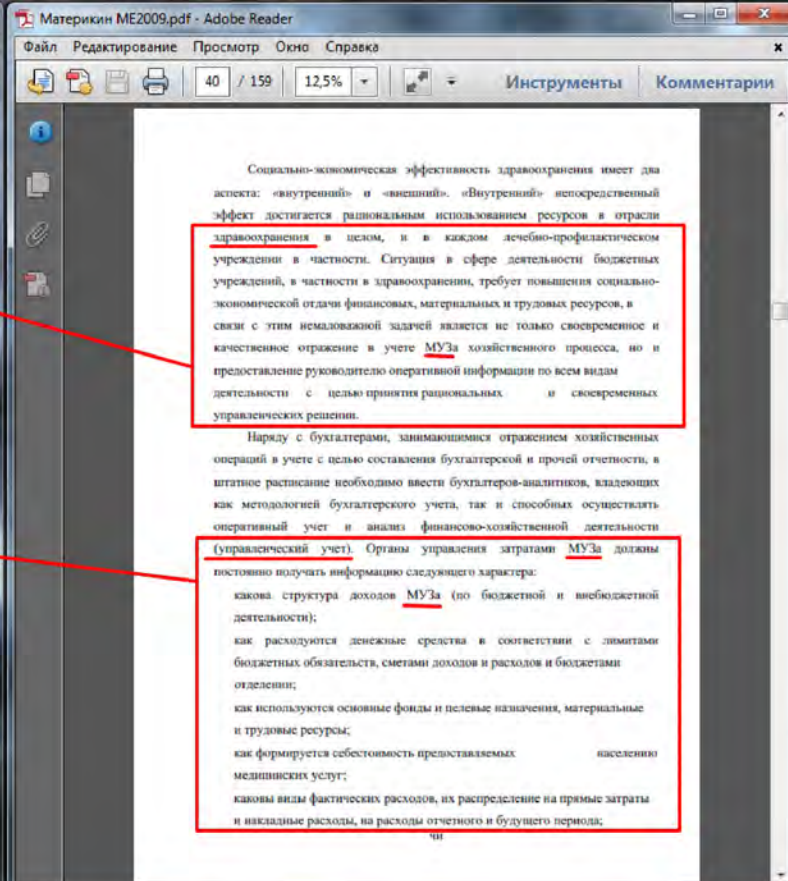 Материкин МЕ2009.pdf - Adobe Reader
Файл Редактирование Просмотр Окно Справка
40 / 159 12,5% Инструменты Комментарии
Социально-экономическая эффективность здравоохранения имеет два
аспекта: «внутренний» и «внешний». «Внутренний» непосредственный
эффект достигается рациональным использованием ресурсов в отрасли
здравоохранения в целом, и в каждом лечебно-профилактическом
учреждении в частности. Ситуация в сфере деятельности бюджетных
учреждений, в частности в здравоохранении, требует повышения социально-
экономической отдачи финансовых, материальных и трудовых ресурсов, в
связи с этим немаловажной задачей является не только своевременное и
качественное отражение в учете МУЗа хозяйственного процесса, но и
предоставление руководителю оперативной информации по всем видам
деятельности с целью принятия рациональных и своевременных
управленческих решении.
Наряду с бухгалтерами, занимающимися отражением хозяйственных
операций в учете с целью составления бухгалтерской и прочей отчетности, в
штатное расписание необходимо ввести бухгалтеров-аналитиков, владеющих
как методологией бухгалтерского учета, так и способных осуществлять
оперативный учет и анализ финансово-хозяйственной деятельности
(управленческий учет). Органы управления затратами МУЗа должны
постоянно получать информацию следующего характера:
какова структура доходов МУЗа (по бюджетной и внебюджетной
деятельности);
как расходуются денежные средства в соответствии с лимитами
бюджетных обязательств, сметами доходов и расходов и бюджетами
отделении;
как используются основные фонды и целевые назначения, материальные
и трудовые ресурсы;
как формируется себестоимость предоставляемых населению
медицинских услуг;
каковы виды фактических расходов, их распределение на прямые затраты
и накладные расходы, на расходы отчетного и будущего периода;
чи